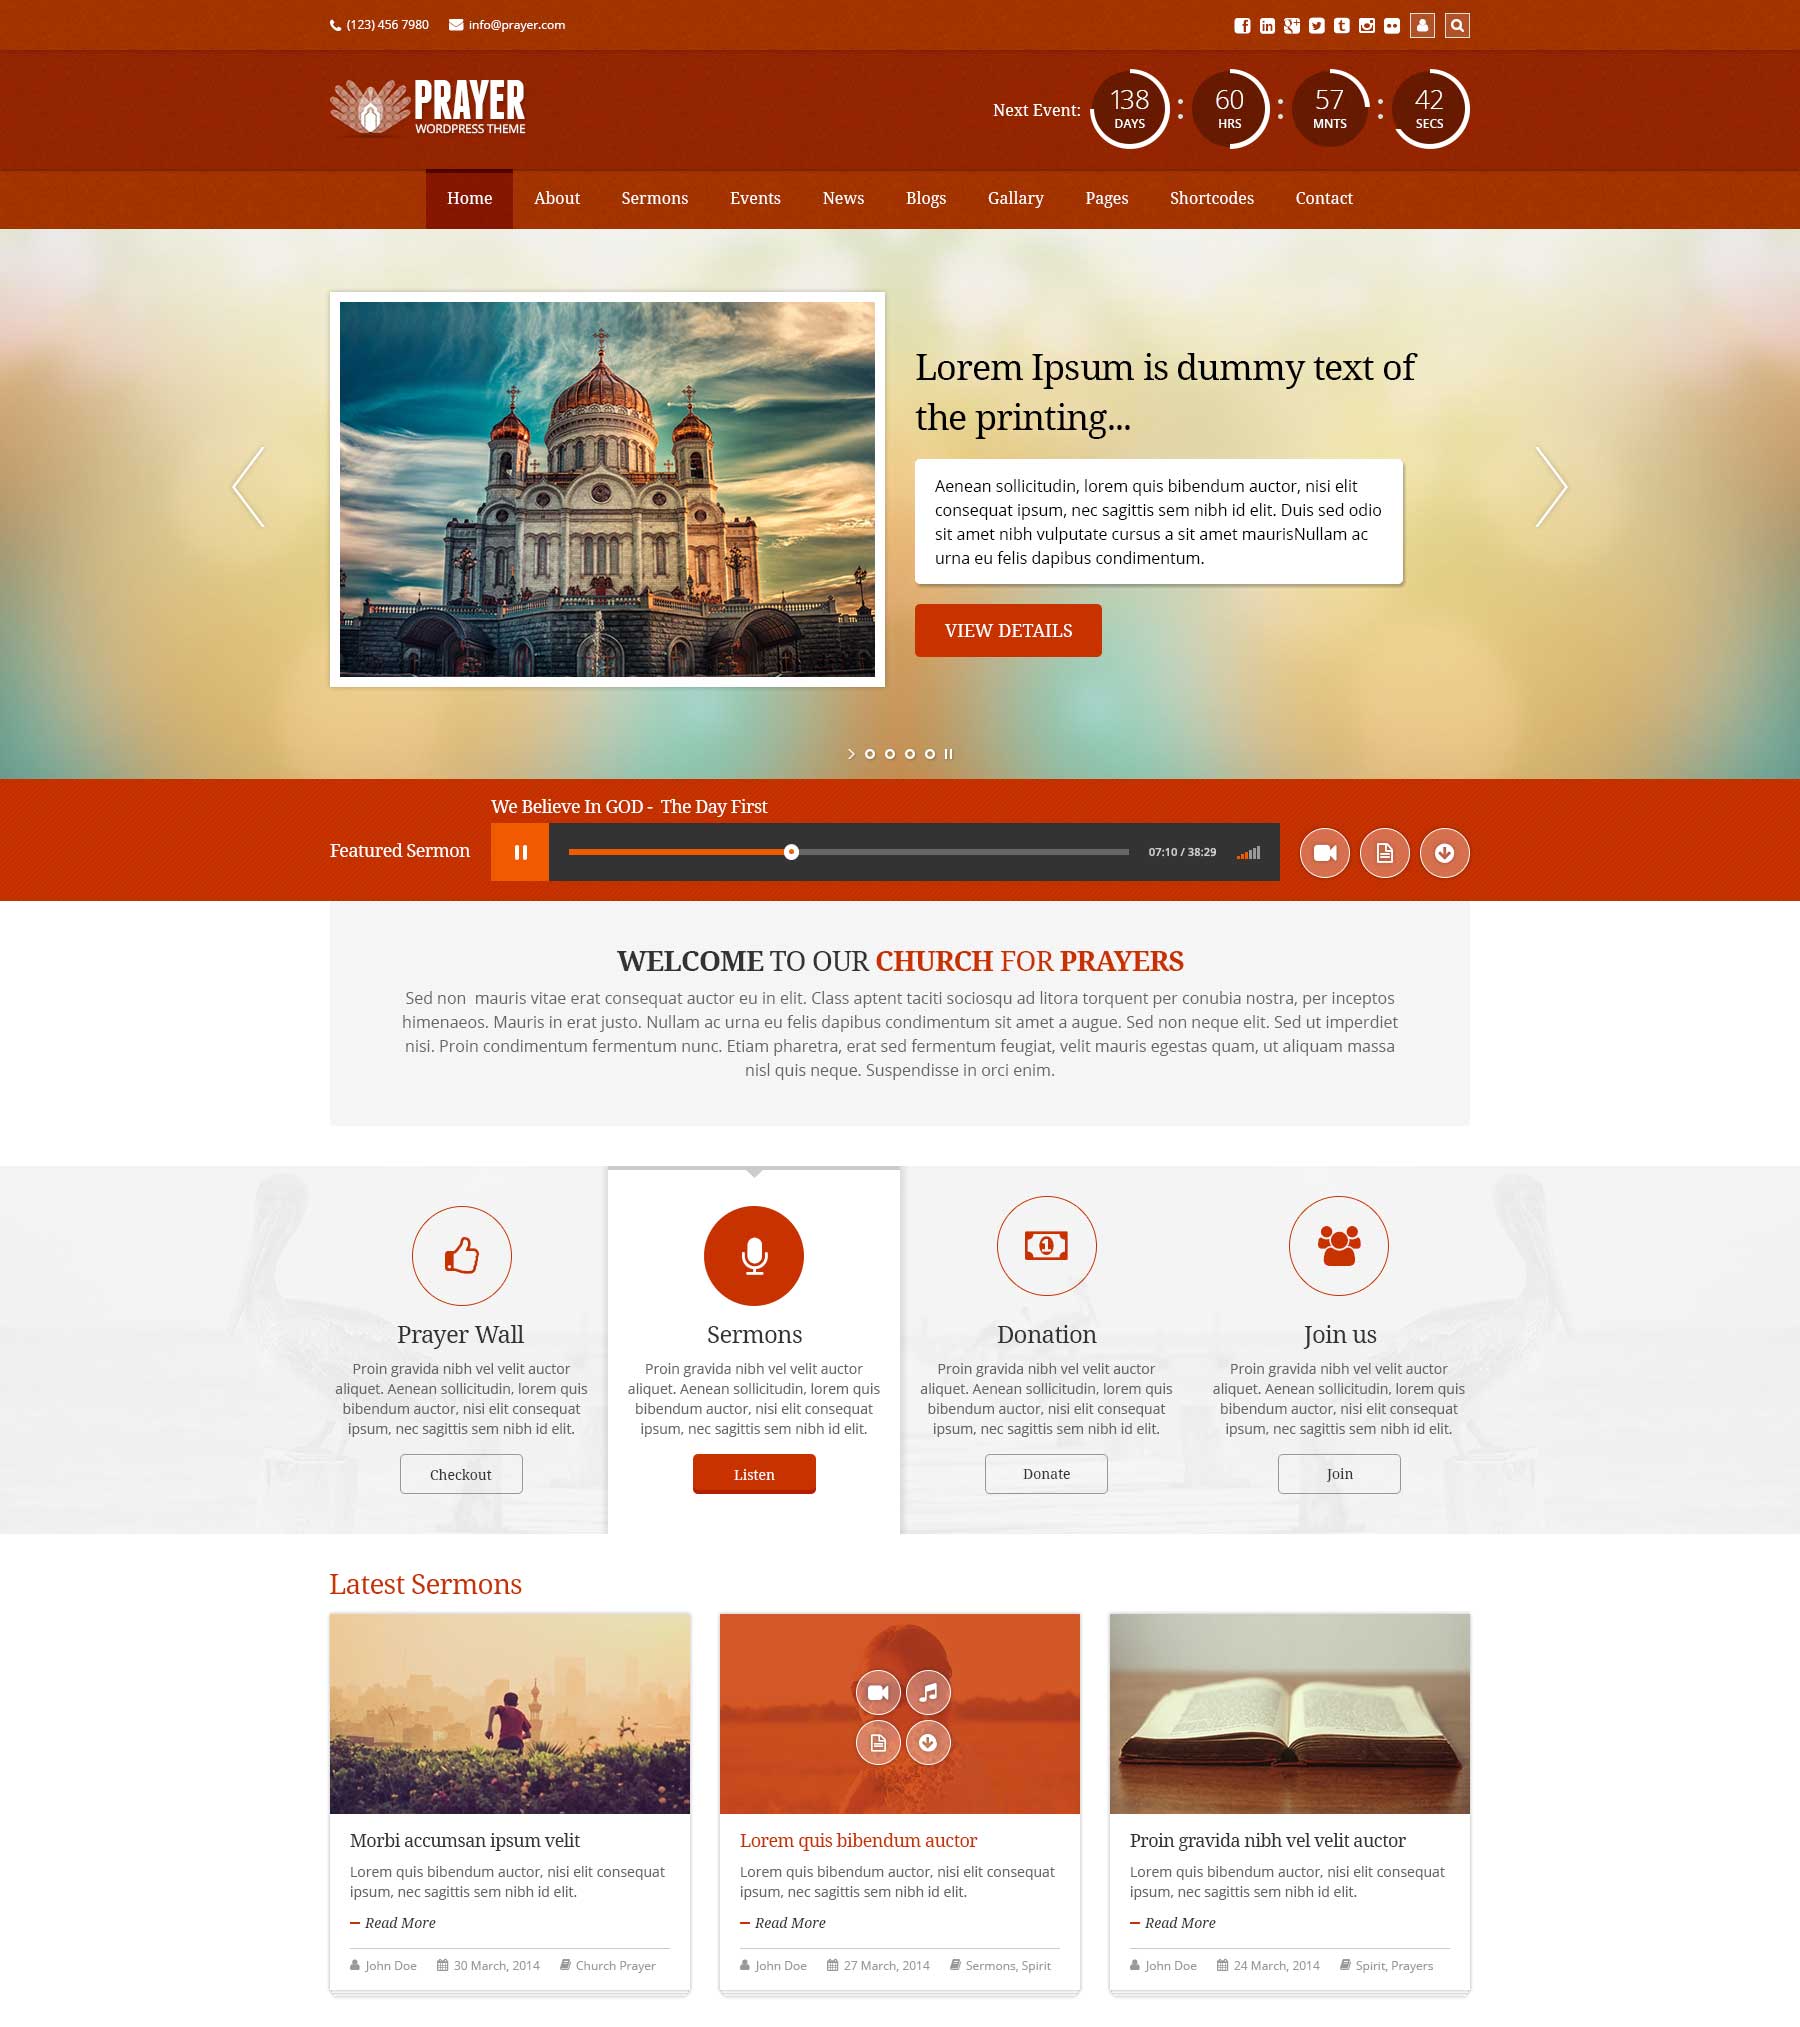 (123) 456 7980
info@prayer.com
PRAYER
WORDPRESS THEME
Next Event:
138
DAYS
:
60
HRS
:
57
MNTS
:
42
SECS
Home
About
Sermons
Events
News
Blogs
Gallary
Pages
Shortcodes
Contact
Lorem Ipsum is dummy text of
the printing...
Aenean sollicitudin, lorem quis bibendum auctor, nisi elit
consequat ipsum, nec sagittis sem nibh id elit. Duis sed odio
sit amet nibh vulputate cursus a sit amet maurisNullam ac
urna eu felis dapibus condimentum.
VIEW DETAILS
We Believe In GOD - The Day First
Featured Sermon
07:10 / 38:29
WELCOME TO OUR CHURCH FOR PRAYERS
Sed non mauris vitae erat consequat auctor eu in elit. Class aptent taciti sociosqu ad litora torquent per conubia nostra, per inceptos
himenaeos. Mauris in erat justo. Nullam ac urna eu felis dapibus condimentum sit amet a augue. Sed non neque elit. Sed ut imperdiet
nisi. Proin condimentum fermentum nunc. Etiam pharetra, erat sed fermentum feugiat, velit mauris egestas quam, ut aliquam massa
nisl quis neque. Suspendisse in orci enim.
Prayer Wall
Proin gravida nibh vel velit auctor
aliquet. Aenean sollicitudin, lorem quis
bibendum auctor, nisi elit consequat
ipsum, nec sagittis sem nibh id elit.
Checkout
Sermons
Proin gravida nibh vel velit auctor
aliquet. Aenean sollicitudin, lorem quis
bibendum auctor, nisi elit consequat
ipsum, nec sagittis sem nibh id elit.
Listen
1
Donation
Proin gravida nibh vel velit auctor
aliquet. Aenean sollicitudin, lorem quis
bibendum auctor, nisi elit consequat
ipsum, nec sagittis sem nibh id elit.
Donate
Join us
Proin gravida nibh vel velit auctor
aliquet. Aenean sollicitudin, lorem quis
bibendum auctor, nisi elit consequat
ipsum, nec sagittis sem nibh id elit.
Join
Latest Sermons
Morbi accumsan ipsum velit
Lorem quis bibendum auctor, nisi elit consequat
ipsum, nec sagittis sem nibh id elit.
Read More
John Doe
30 March, 2014
Church Prayer
Lorem quis bibendum auctor
Lorem quis bibendum auctor, nisi elit consequat
ipsum, nec sagittis sem nibh id elit.
Read More
John Doe
27 March, 2014
Sermons, Spirit
Proin gravida nibh vel velit auctor
Lorem quis bibendum auctor, nisi elit consequat
ipsum, nec sagittis sem nibh id elit.
Read More
John Doe
24 March, 2014
Spirit, Prayers